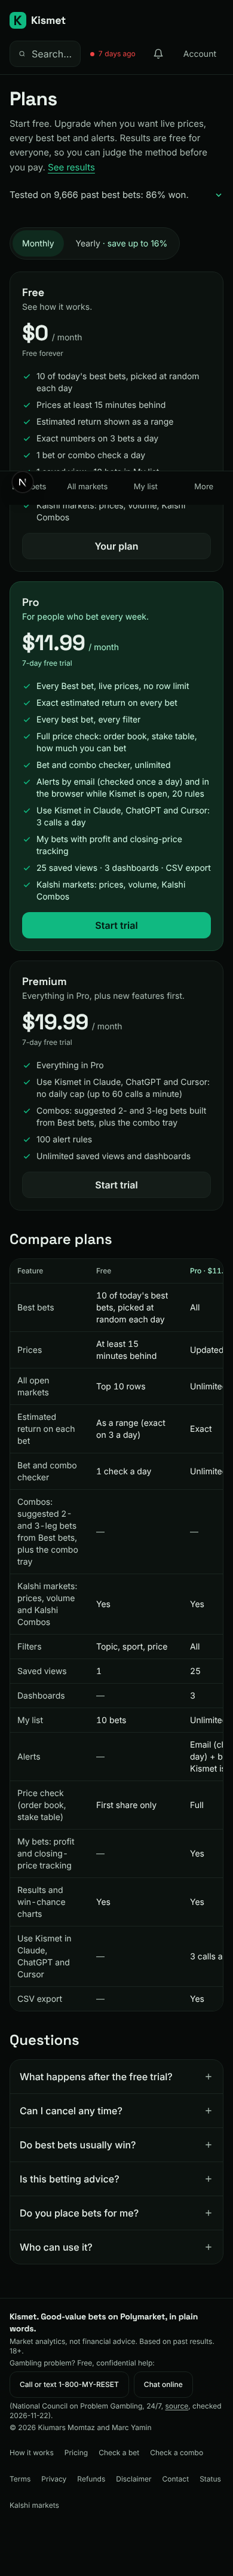 K Kismet
Search... 7 days ago Account
Plans
Start free. Upgrade when you want live prices,
every best bet and alerts. Results are free for
everyone, so you can judge the method before
you pay. See results
Tested on 9,666 past best bets: 86% won.
Monthly Yearly · save up to 16%
Free
See how it works.
$0 / month
Free forever
10 of today's best bets, picked at random
each day
Prices at least 15 minutes behind
Estimated return shown as a range
Exact numbers on 3 bets a day
1 bet or combo check a day
N bets All markets My list More
Kalshi markets: prices, volume, Kalshi
Combos
Your plan
Pro
For people who bet every week.
$11.99 / month
7-day free trial
Every Best bet, live prices, no row limit
Exact estimated return on every bet
Every best bet, every filter
Full price check: order book, stake table,
how much you can bet
Bet and combo checker, unlimited
Alerts by email (checked once a day) and in
the browser while Kismet is open, 20 rules
Use Kismet in Claude, ChatGPT and Cursor:
3 calls a day
My bets with profit and closing-price
tracking
25 saved views · 3 dashboards · CSV export
Kalshi markets: prices, volume, Kalshi
Combos
Start trial
Premium
Everything in Pro, plus new features first.
$19.99 / month
7-day free trial
Everything in Pro
Use Kismet in Claude, ChatGPT and Cursor:
no daily cap (up to 60 calls a minute)
Combos: suggested 2- and 3-leg bets built
from Best bets, plus the combo tray
100 alert rules
Unlimited saved views and dashboards
Start trial
Compare plans
Feature Free Pro · $11.
Best bets 10 of today's best bets, picked at random each day All
Prices At least 15 minutes behind Updated
All open markets Top 10 rows Unlimited
Estimated return on each bet As a range (exact on 3 a day) Exact
Bet and combo checker 1 check a day Unlimited
Combos: suggested 2- and 3-leg bets from Best bets, plus the combo tray — —
Kalshi markets: prices, volume and Kalshi Combos Yes Yes
Filters Topic, sport, price All
Saved views 1 25
Dashboards — 3
My list 10 bets Unlimited
Alerts — Email (c day) + b Kismet is
Price check (order book, stake table) First share only Full
My bets: profit and closing-price tracking — Yes
Results and win-chance charts Yes Yes
Use Kismet in Claude, ChatGPT and Cursor — 3 calls a
CSV export — Yes
Questions
What happens after the free trial? +
Can I cancel any time? +
Do best bets usually win? +
Is this betting advice? +
Do you place bets for me? +
Who can use it? +
Kismet. Good-value bets on Polymarket, in plain
words.
Market analytics, not financial advice. Based on past results.
18+.
Gambling problem? Free, confidential help:
Call or text 1-800-MY-RESET Chat online
(National Council on Problem Gambling, 24/7, source, checked
2026-11-22).
© 2026 Kiumars Momtaz and Marc Yamin
How it works Pricing Check a bet Check a combo
Terms Privacy Refunds Disclaimer Contact Status
Kalshi markets